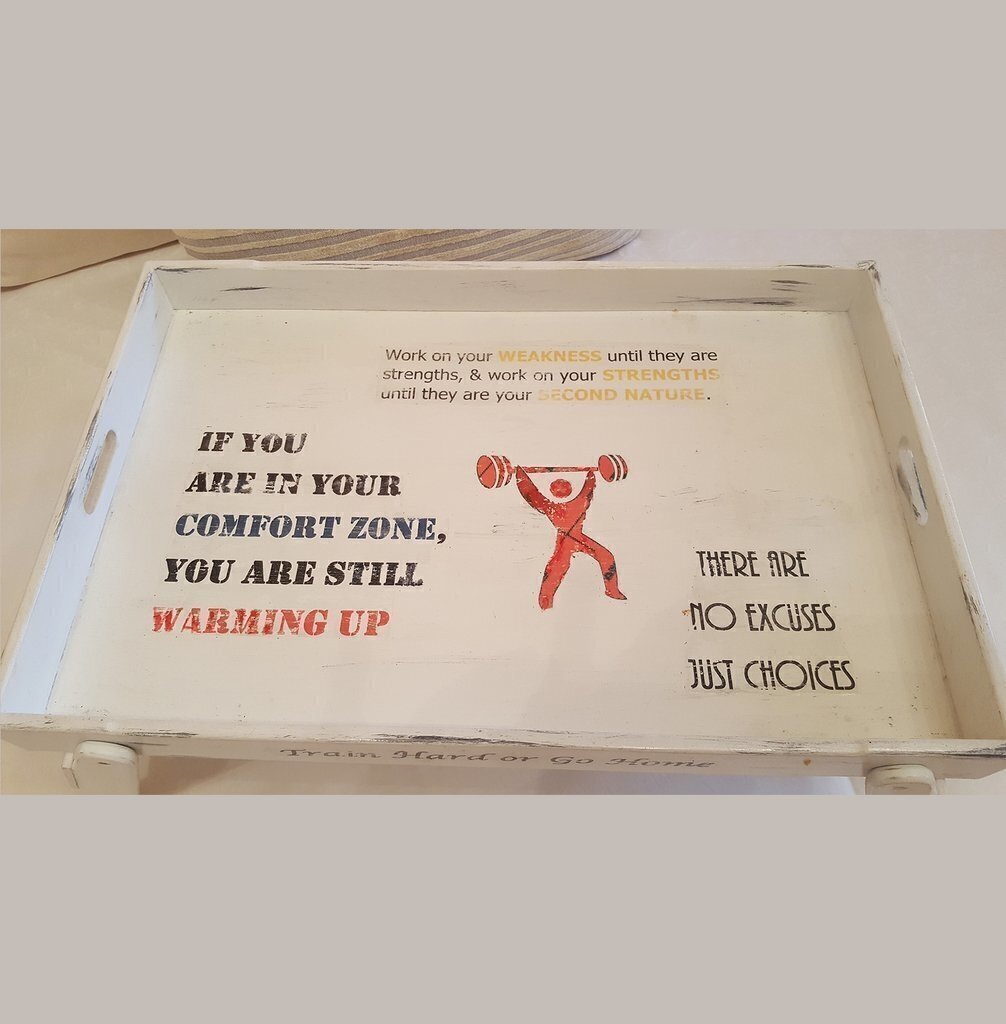 Work on your WEAKNESS until they are
strengths, & work on your STRENGTHS
until they are your SECOND NATURE.
IF YOU
ARE IN YOUR
COMFORT ZONE,
YOU ARE STILL
WARMING UP
THERE ARE
NO EXCUSES
JUST CHOICES
Train Hard or Go Home